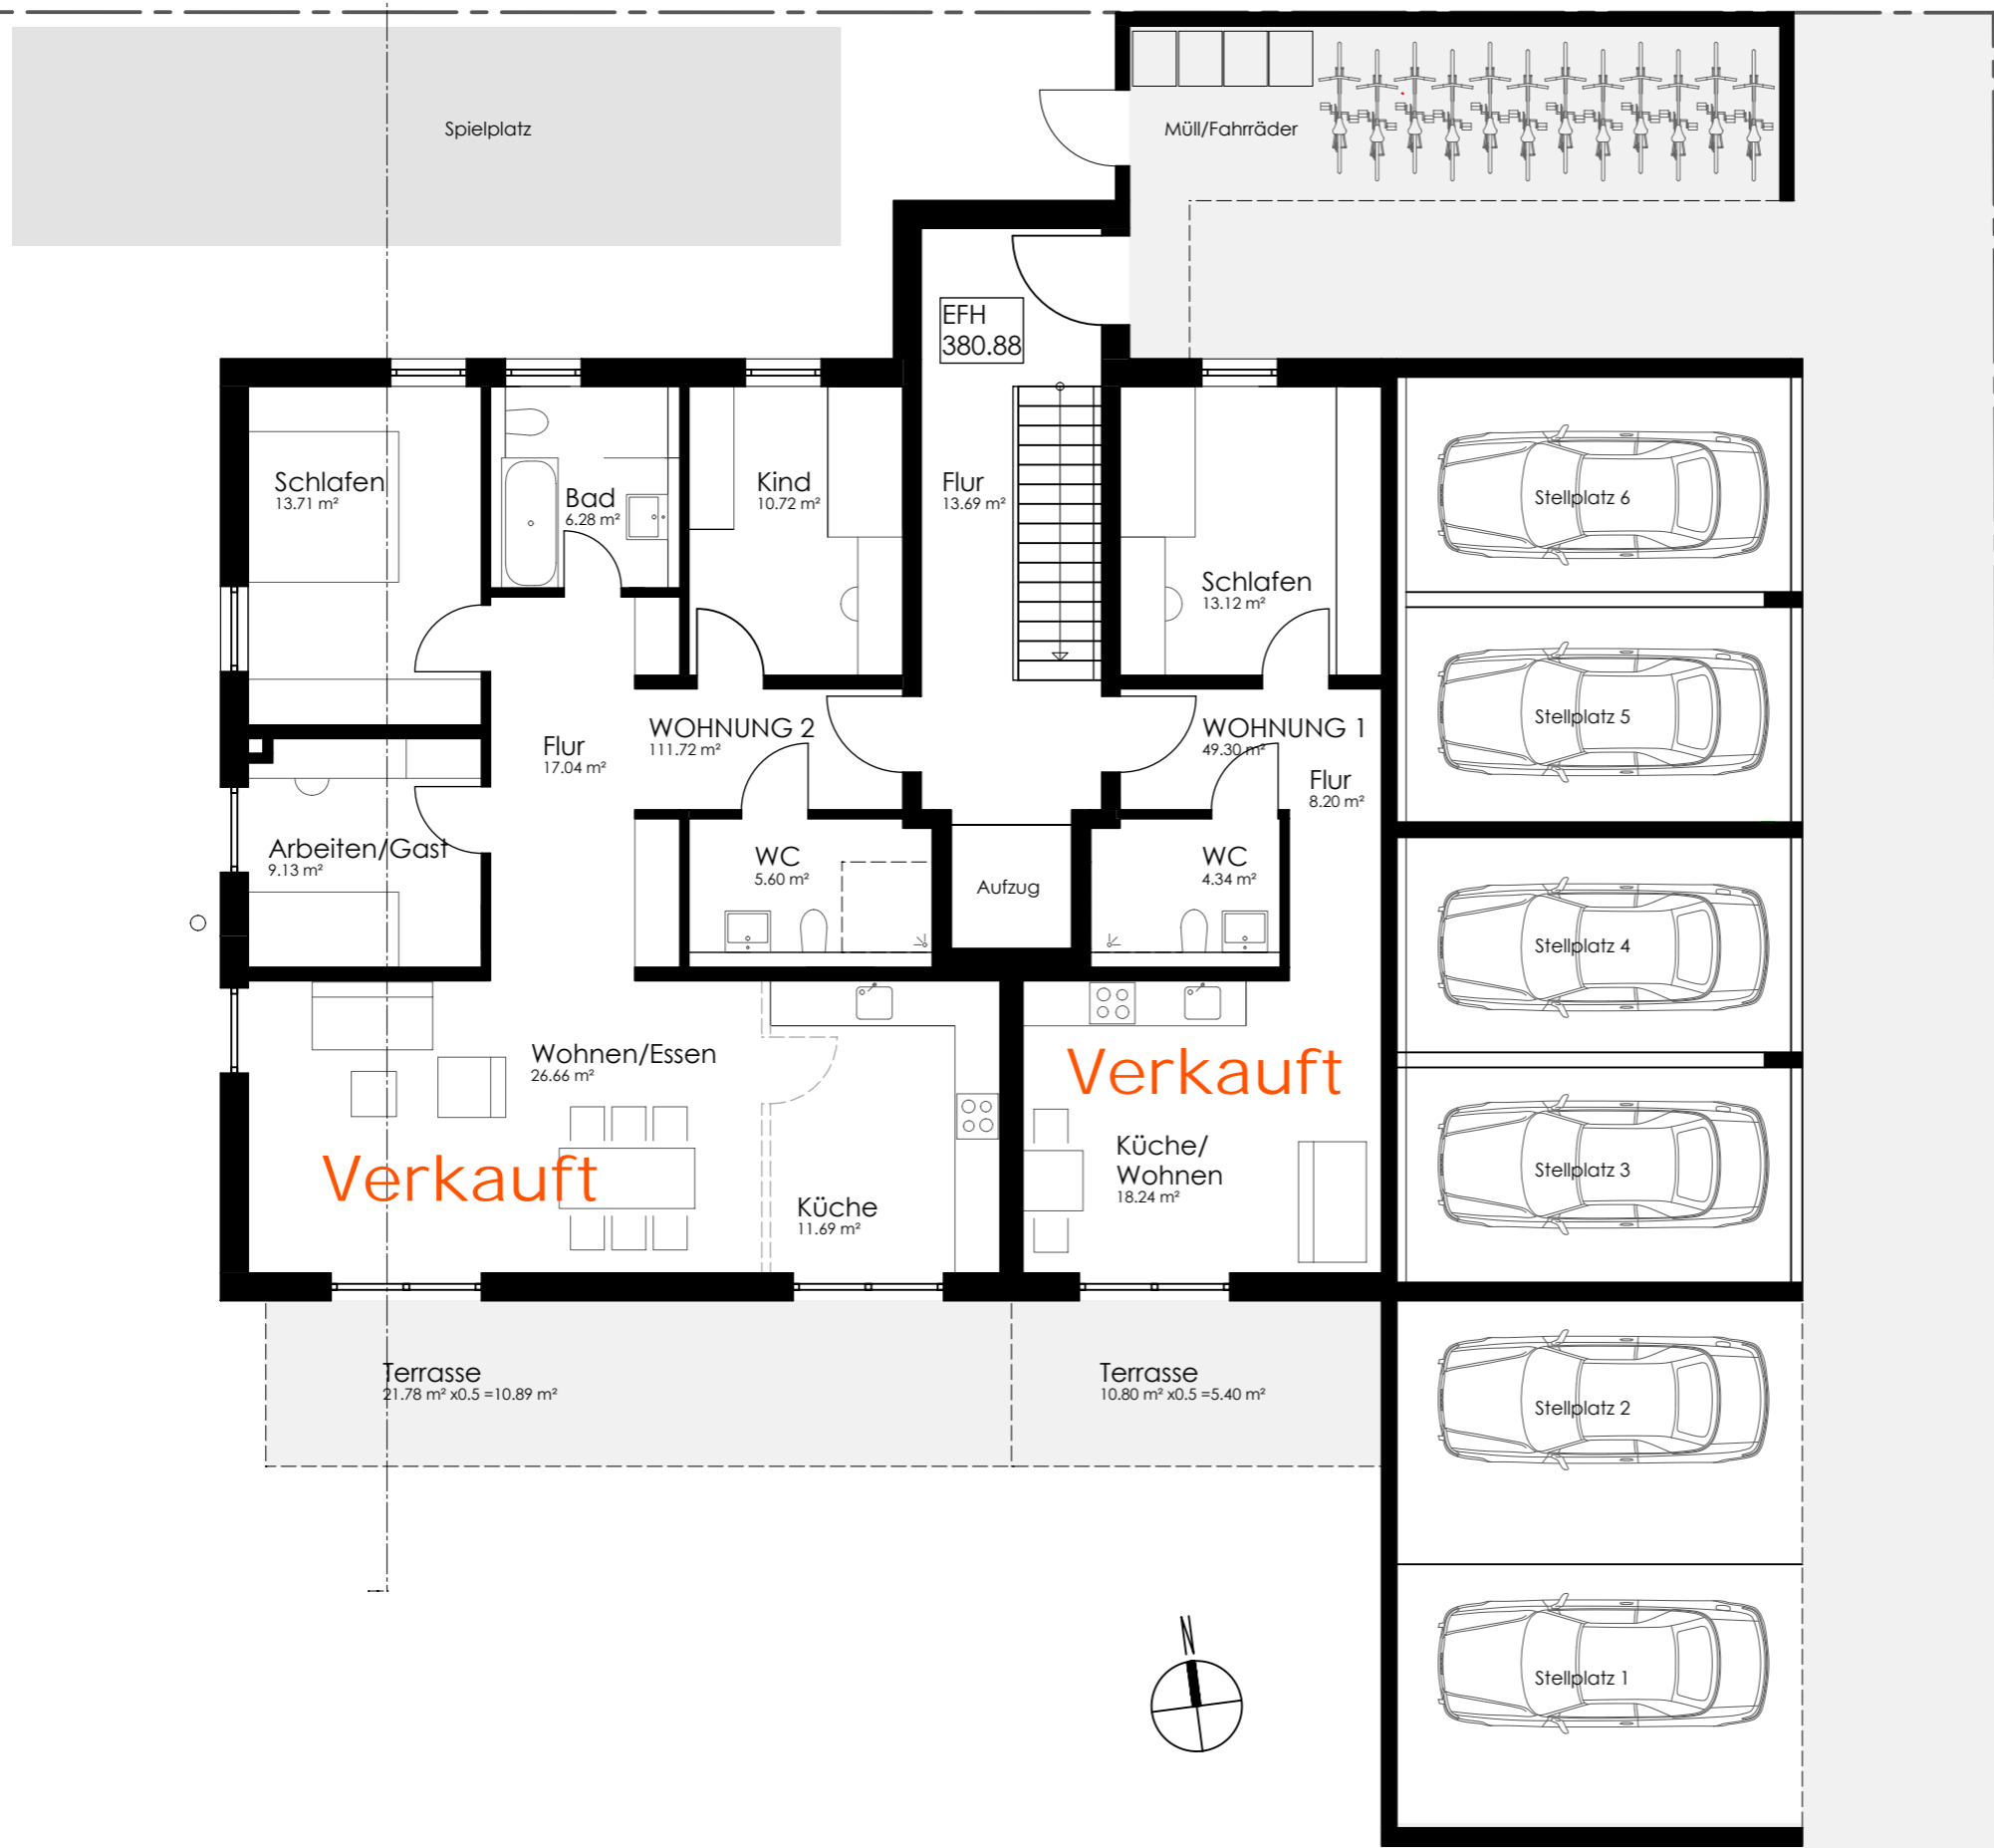 Spielplatz
Müll/Fahrräder
EFH
380.88
Schlafen
13.71 m²
Bad
6.28 m²
Kind
10.72 m²
Flur
13.69 m²
Schlafen
13.12 m²
Stellplatz 6
Stellplatz 5
WOHNUNG 2
111.72 m²
Flur
17.04 m²
WOHNUNG 1
49.30 m²
Flur
8.20 m²
Arbeiten/Gast
9.13 m²
WC
5.60 m²
Aufzug
WC
4.34 m²
Stellplatz 4
Wohnen/Essen
26.66 m²
Verkauft
Verkauft
Küche
11.69 m²
Küche/
Wohnen
18.24 m²
Stellplatz 3
Terrasse
21.78 m² x0.5 =10.89 m²
Terrasse
10.80 m² x0.5 =5.40 m²
Stellplatz 2
N
Stellplatz 1